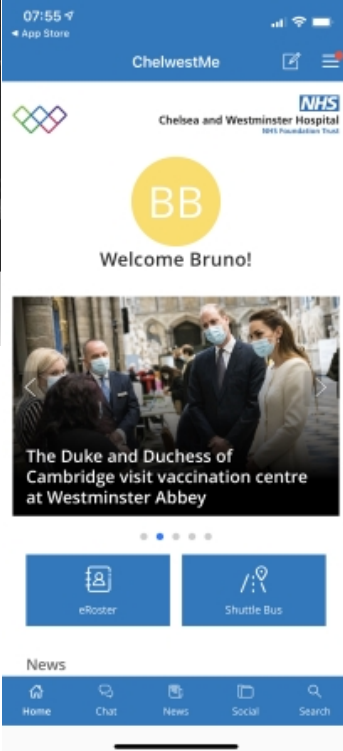 07:55
App Store
ChelwestMe
NHS
Chelsea and Westminster Hospital
NHS Foundation Trust
BB
Welcome Bruno!
The Duke and Duchess of
Cambridge visit vaccination centre
at Westminster Abbey
eRoster
Shuttle Bus
News
Home
Chat
News
Social
Search